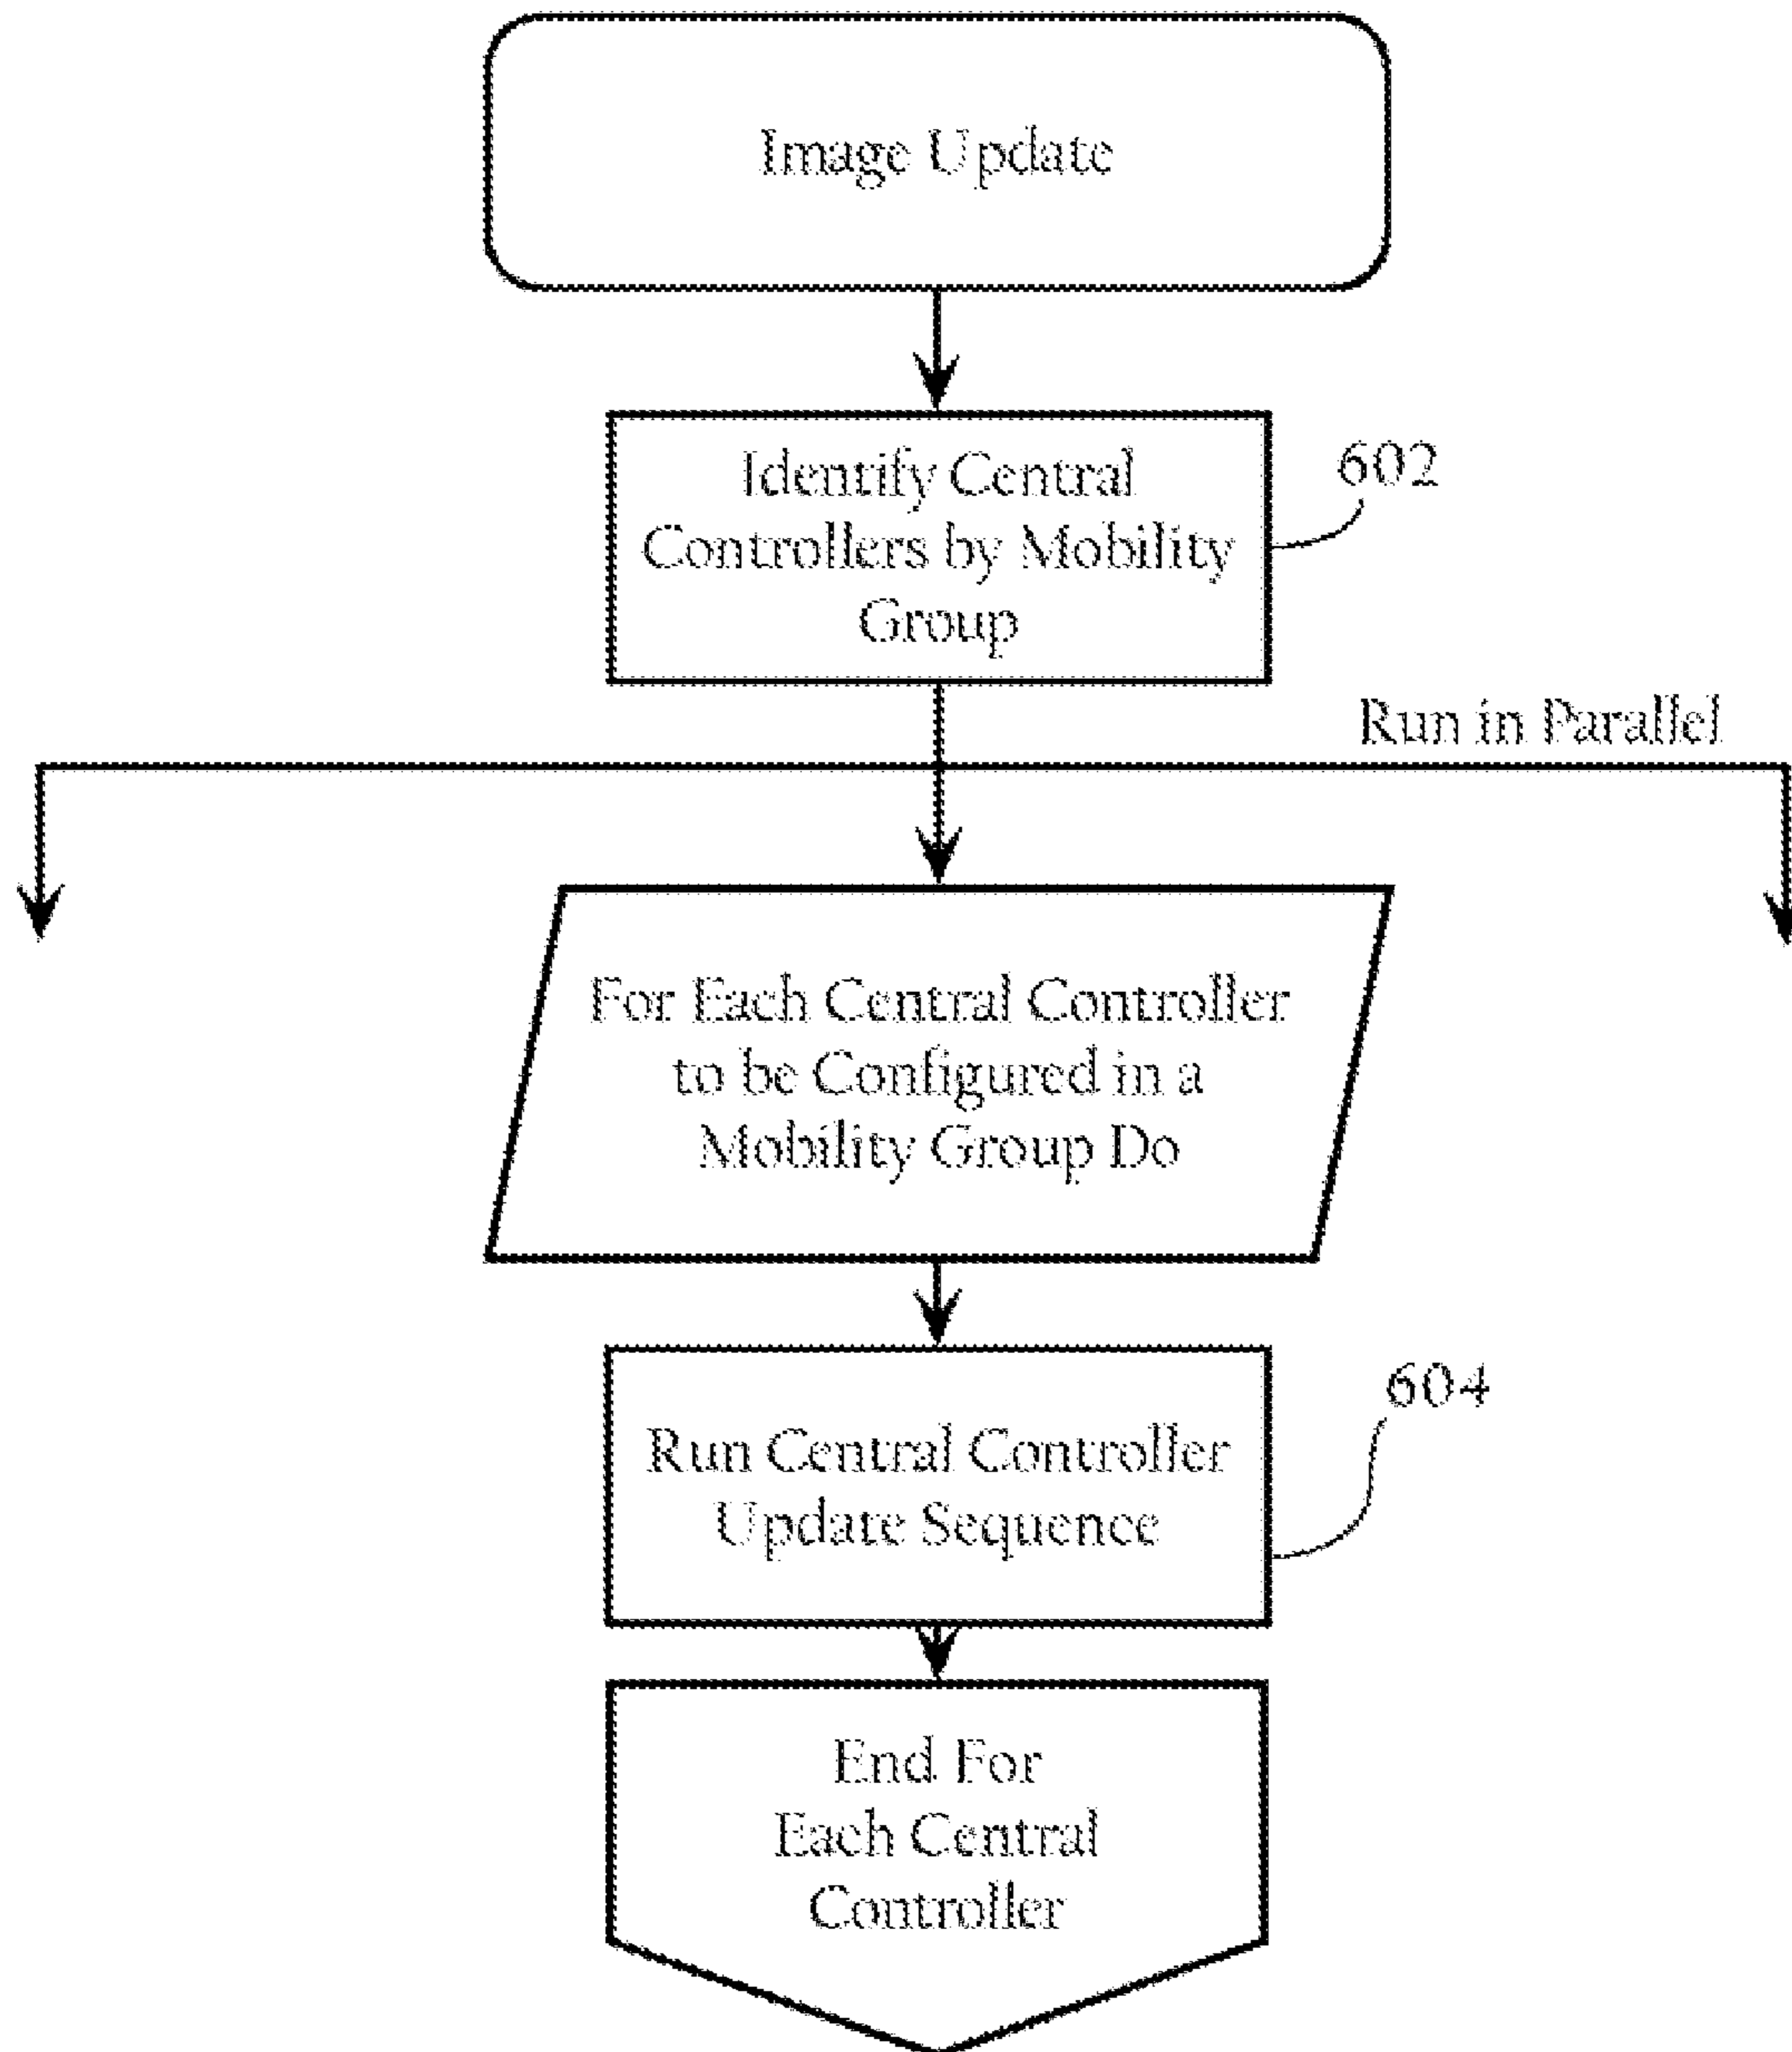 Image Update
Identify Central
Controllers by Mobility
Group
602
Run in Parallel
For Each Central Controller
to be Configured in a
Mobility Group Do
604
Run Central Controller
Update Sequence
End For
Each Central
Controller